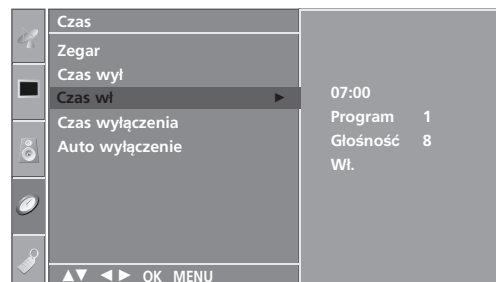 Czas
Zegar
Czas wył
Czas wł ►
Czas wyłączenia
Auto wyłączenie
07:00
Program 1
Głośność 8
Wł.
▲▼ ◄► OK MENU